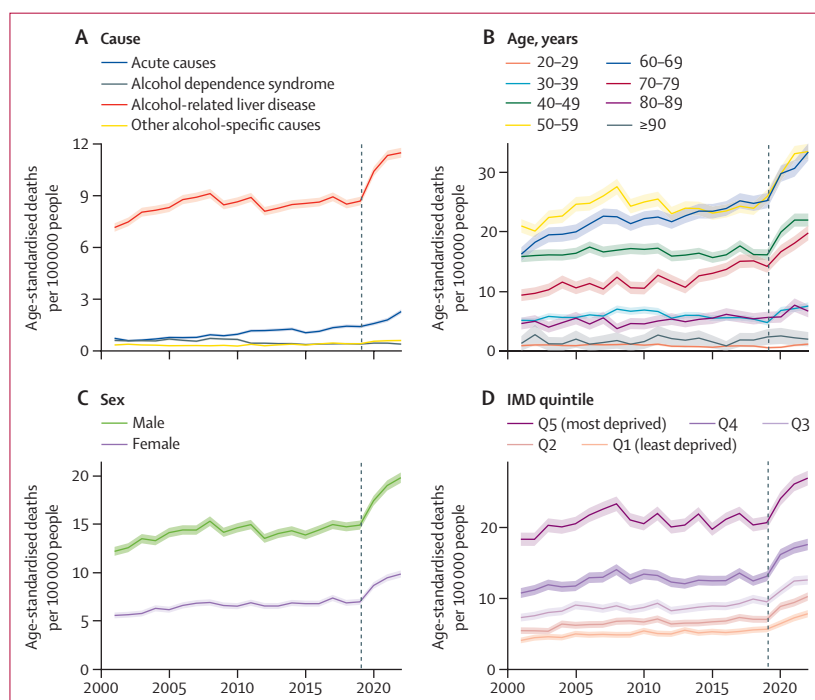 A Cause
Acute causes
Alcohol dependence syndrome
Alcohol-related liver disease
Other alcohol-specific causes
12
9
6
3
0
Age-standardised deaths
per 100 000 people
B Age, years
20–29
30–39
40–49
50–59
60–69
70–79
80–89
≥90
30
20
10
0
Age-standardised deaths
per 100 000 people
C Sex
Male
Female
20
15
10
5
0
Age-standardised deaths
per 100 000 people
2000
2005
2010
2015
2020
D IMD quintile
Q5 (most deprived)
Q4
Q3
Q2
Q1 (least deprived)
20
10
0
Age-standardised deaths
per 100 000 people
2000
2005
2010
2015
2020